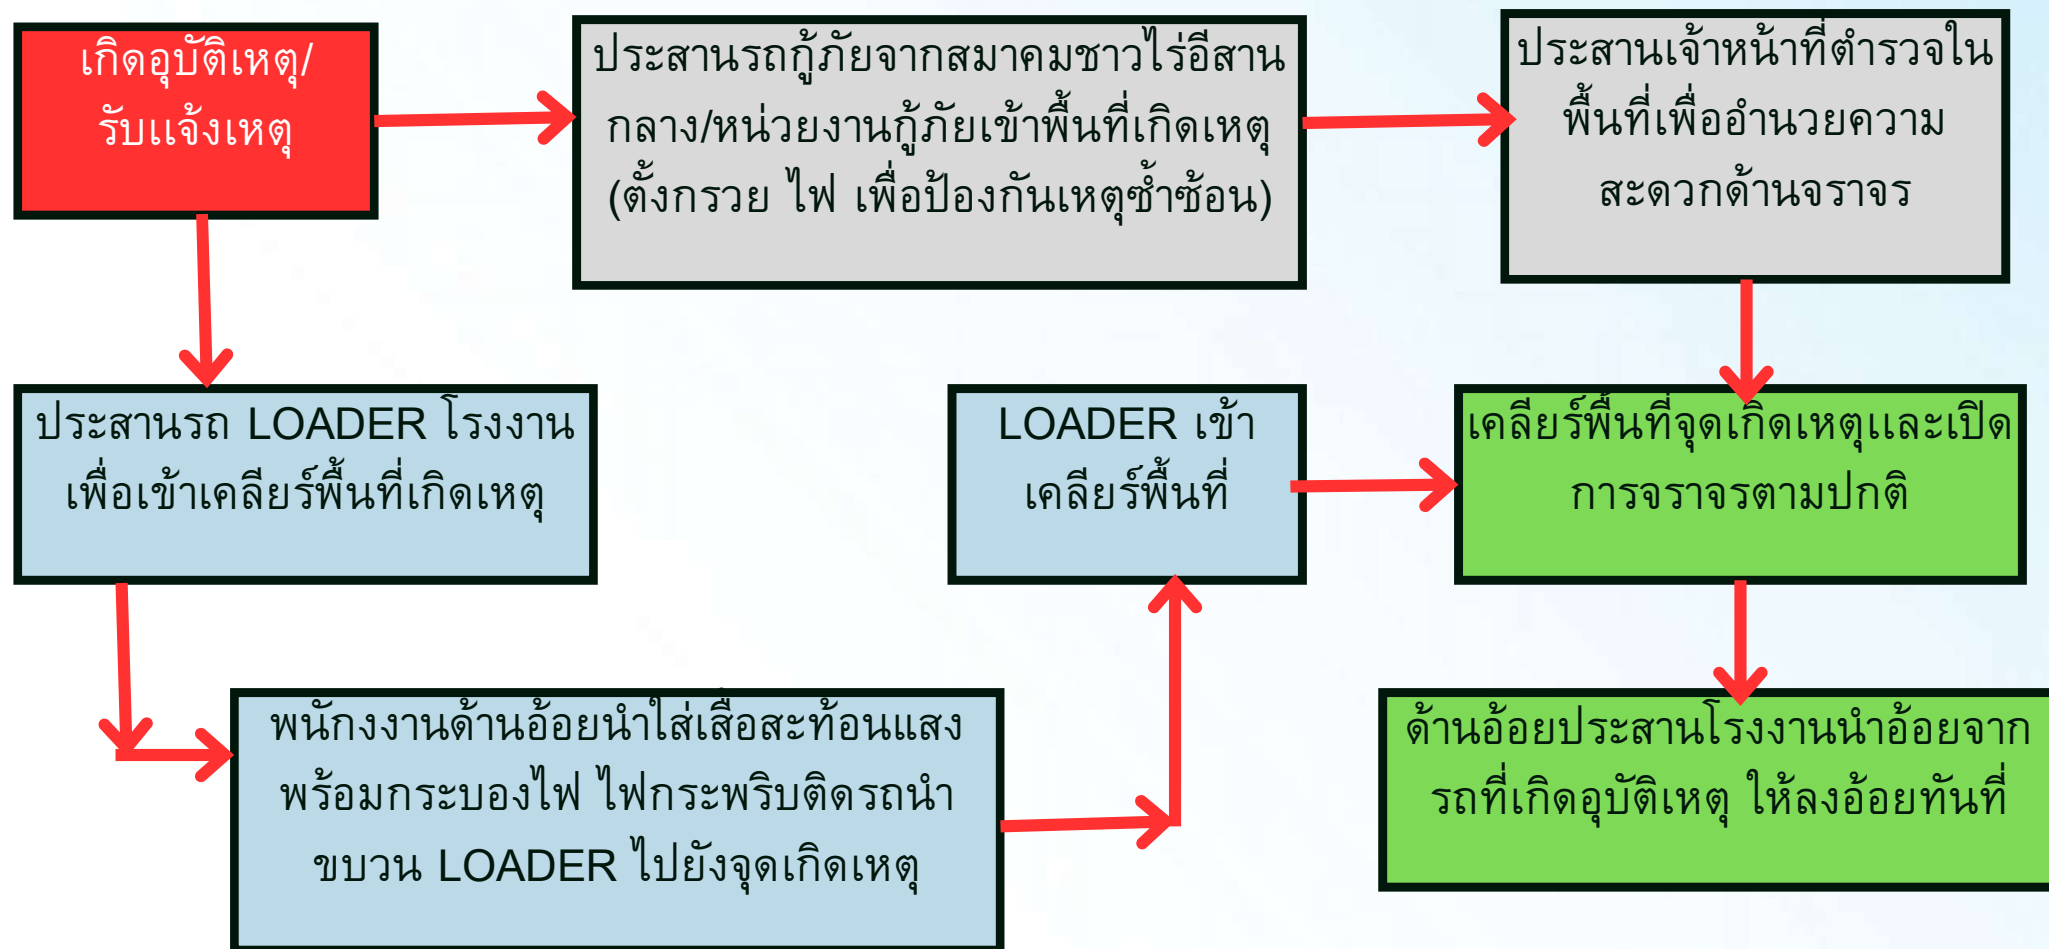 เกิดอุบัติเหตุ/
รับแจ้งเหตุ
ประสานรถกู้ภัยจากสมาคมชาวไร่อีสาน
กลาง/หน่วยงานกู้ภัยเข้าพื้นที่เกิดเหตุ
(ตั้งกรวย ไฟ เพื่อป้องกันเหตุซ้ำซ้อน)
ประสานเจ้าหน้าที่ตำรวจใน
พื้นที่เพื่ออำนวยความ
สะดวกด้านจราจร
ประสานรถ LOADER โรงงาน
เพื่อเข้าเคลียร์พื้นที่เกิดเหตุ
LOADER เข้า
เคลียร์พื้นที่
เคลียร์พื้นที่จุดเกิดเหตุและเปิด
การจราจรตามปกติ
พนักงงานด้านอ้อยนำใส่เสื่อสะท้อนแสง
พร้อมกระบองไฟ ไฟกระพริบติดรถนำ
ขบวน LOADER ไปยังจุดเกิดเหตุ
ด้านอ้อยประสานโรงงานนำอ้อยจาก
รถที่เกิดอุบัติเหตุ ให้ลงอ้อยทันที่